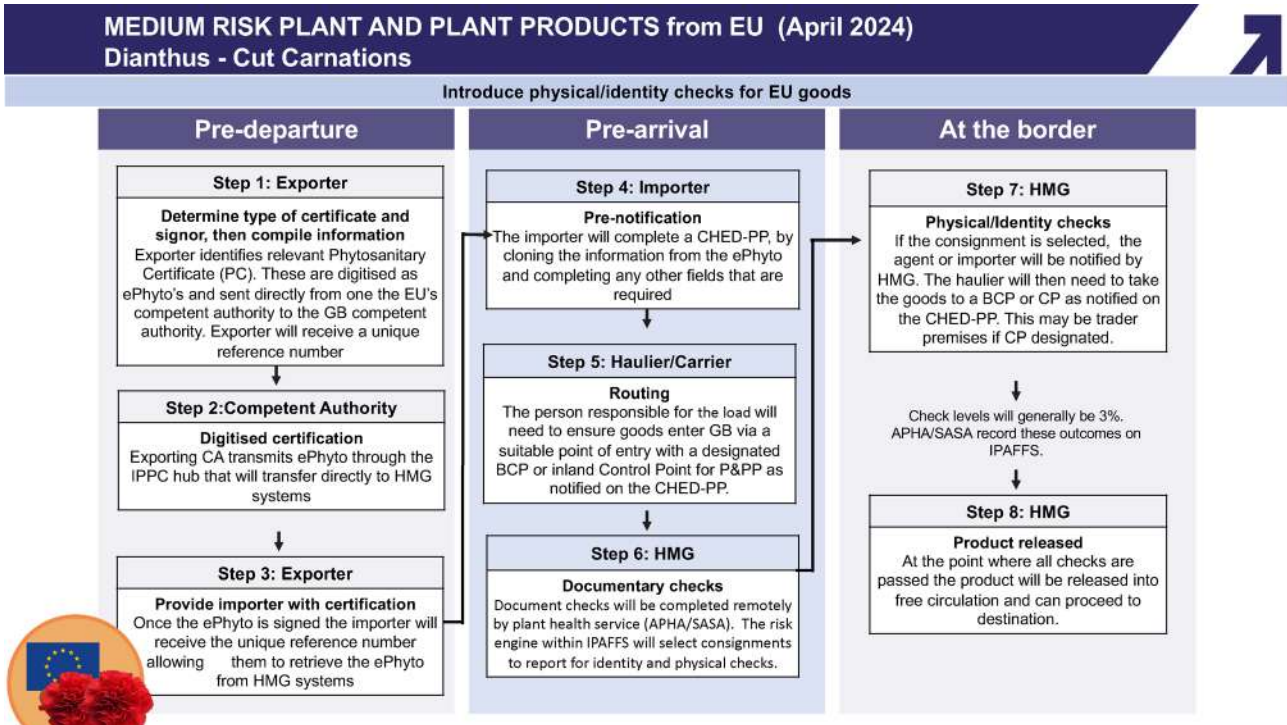 MEDIUM RISK PLANT AND PLANT PRODUCTS from EU (April 2024)
Dianthus - Cut Carnations
Introduce physical/identity checks for EU goods
Pre-departure
Step 1: Exporter
Determine type of certificate and
signor, then compile information
Exporter identifies relevant Phytosanitary
Certificate (PC). These are digitised as
ePhyto's and sent directly from one the EU's
competent authority to the GB competent
authority. Exporter will receive a unique
reference number
Step 2:Competent Authority
Digitised certification
Exporting CA transmits ePhyto through the
IPPC hub that will transfer directly to HMG
systems
Step 3: Exporter
Provide importer with certification
Once the ePhyto is signed the importer will
receive the unique reference number
allowing them to retrieve the ePhyto
from HMG systems
Pre-arrival
Step 4: Importer
Pre-notification
The importer will complete a CHED-PP, by
cloning the information from the ePhyto
and completing any other fields that are
required
Step 5: Haulier/Carrier
Routing
The person responsible for the load will
need to ensure goods enter GB via a
suitable point of entry with a designated
BCP or inland Control Point for P&PP as
notified on the CHED-PP.
Step 6: HMG
Documentary checks
Document checks will be completed remotely
by plant health service (APHA/SASA). The risk
engine within IPAFFS will select consignments
to report for identity and physical checks.
At the border
Step 7: HMG
Physical/Identity checks
If the consignment is selected, the
agent or importer will be notified by
HMG. The haulier will then need to take
the goods to a BCP or CP as notified on
the CHED-PP. This may be trader
premises if CP designated.
Check levels will generally be 3%.
APHA/SASA record these outcomes on
IPAFFS.
Step 8: HMG
Product released
At the point where all checks are
passed the product will be released into
free circulation and can proceed to
destination.